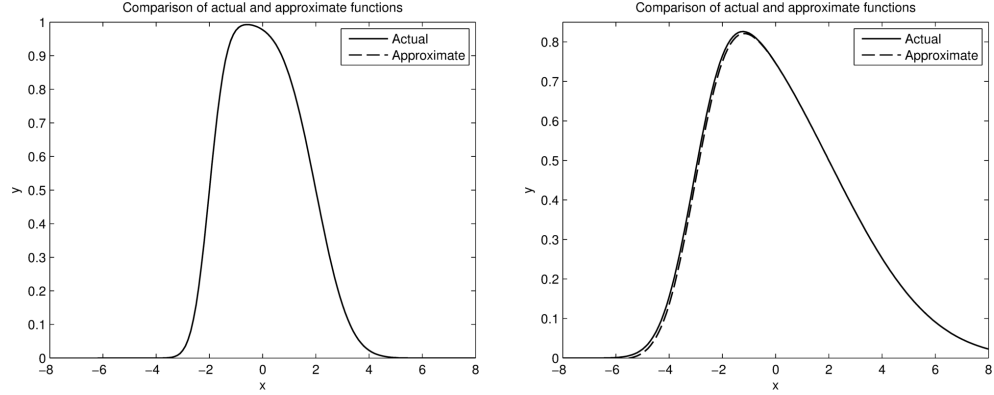 Comparison of actual and approximate functions
1
0.9
0.8
0.7
0.6
0.5
0.4
0.3
0.2
0.1
0
y
−8 −6 −4 −2 0 2 4 6 8
x
Actual
Approximate
Comparison of actual and approximate functions
0.8
0.7
0.6
0.5
0.4
0.3
0.2
0.1
0
y
−8 −6 −4 −2 0 2 4 6 8
x
Actual
Approximate